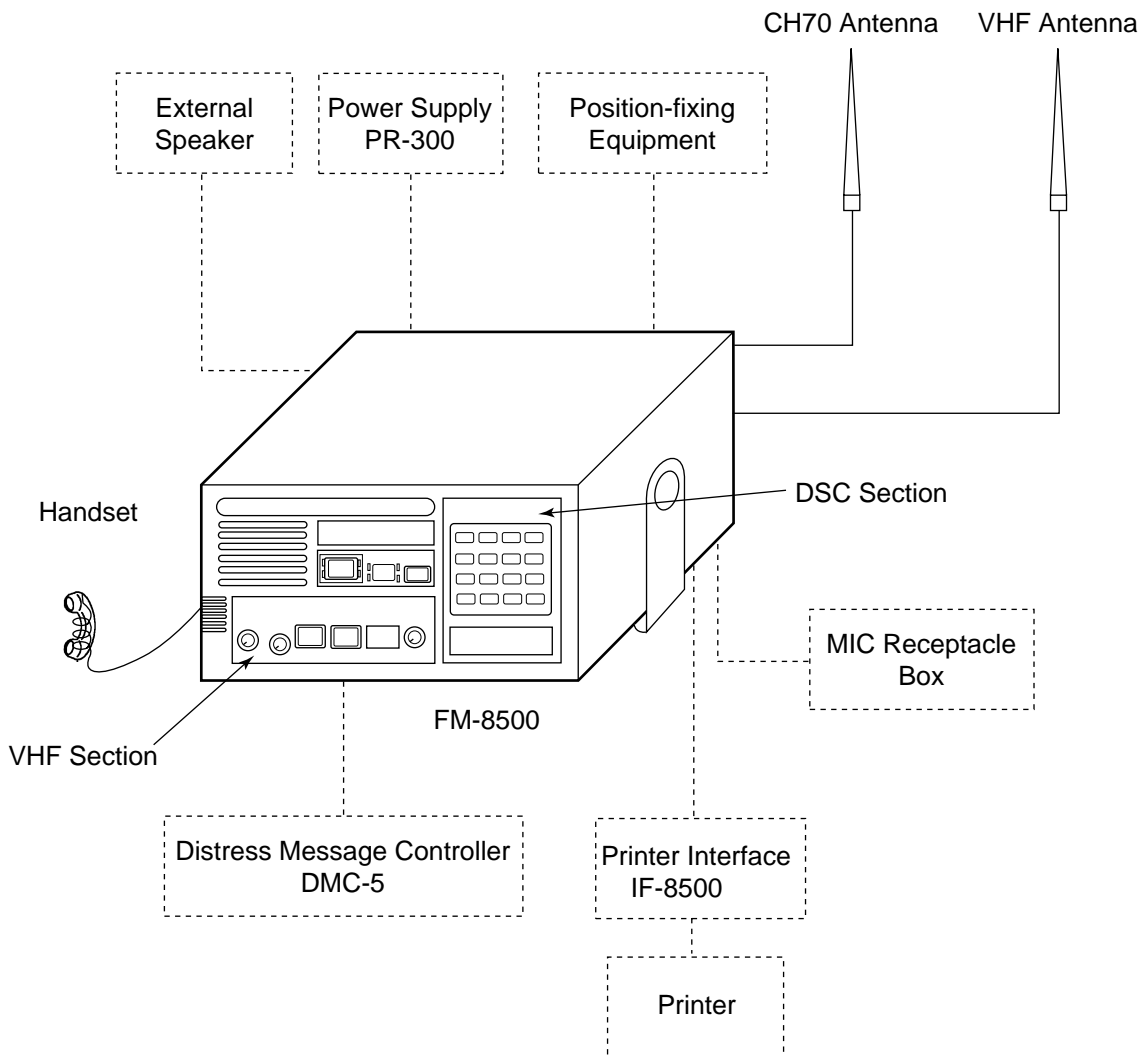 CH70 Antenna
VHF Antenna
External
Speaker
Power Supply
PR-300
Position-fixing
Equipment
DSC Section
Handset
MIC Receptacle
Box
FM-8500
VHF Section
Distress Message Controller
DMC-5
Printer Interface
IF-8500
Printer